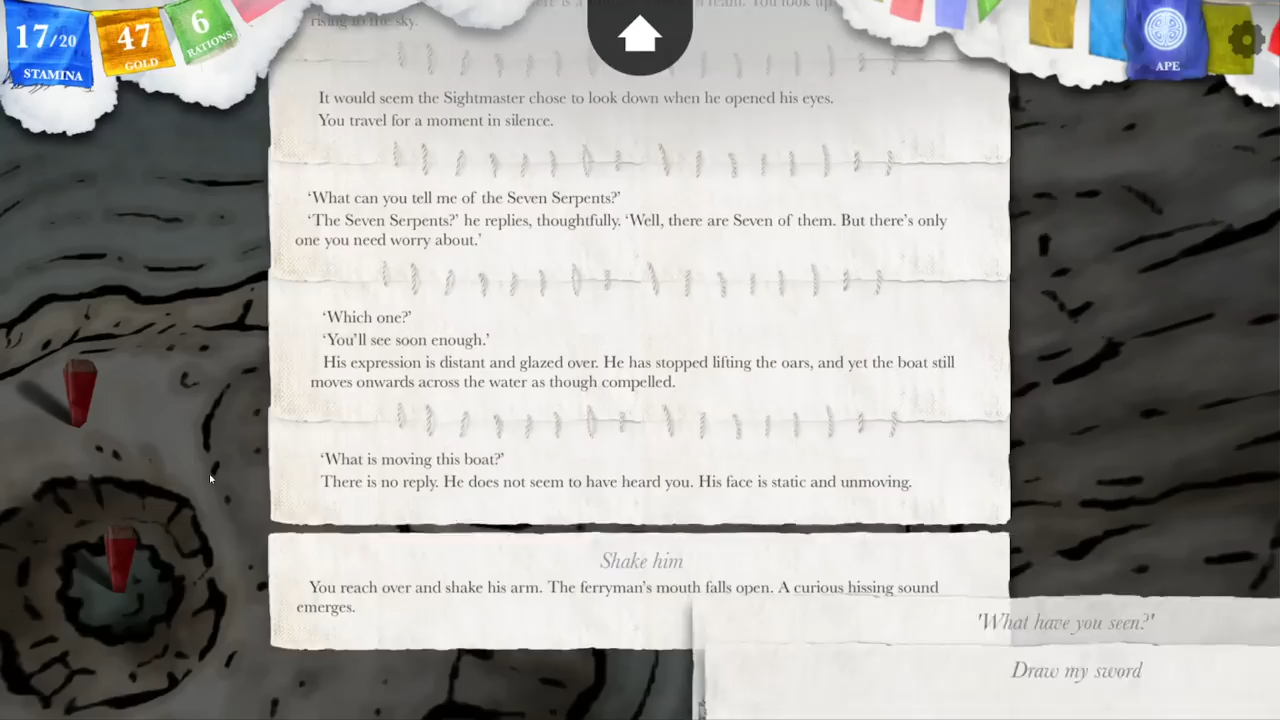 17/20
STAMINA
47
GOLD
6
RATIONS
APE
rising to the sky.
It would seem the Sightmaster chose to look down when he opened his eyes.
You travel for a moment in silence.
‘What can you tell me of the Seven Serpents?’
‘The Seven Serpents?’ he replies, thoughtfully. ‘Well, there are Seven of them. But there’s only
one you need worry about.’
‘Which one?’
‘You’ll see soon enough.’
His expression is distant and glazed over. He has stopped lifting the oars, and yet the boat still
moves onwards across the water as though compelled.
‘What is moving this boat?’
There is no reply. He does not seem to have heard you. His face is static and unmoving.
Shake him
You reach over and shake his arm. The ferryman’s mouth falls open. A curious hissing sound
emerges.
'What have you seen?'
Draw my sword